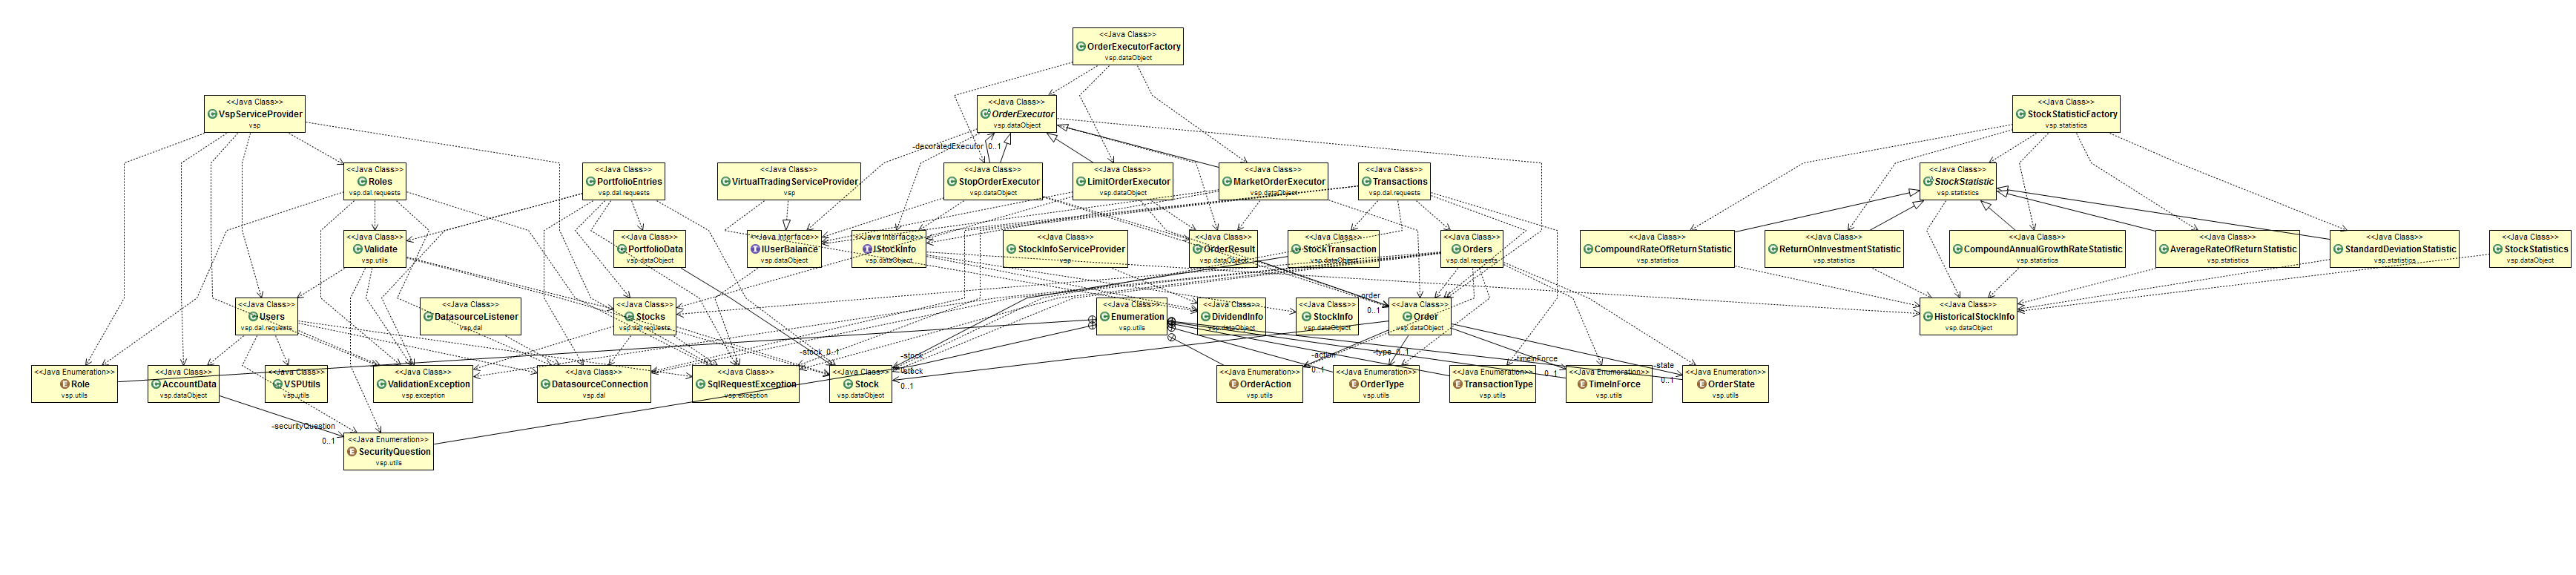 <<Java Class>>
OrderExecutorFactory
vsp.dataObject
<<Java Class>>
VspServiceProvider
vsp
<<Java Class>>
OrderExecutor
vsp.dataObject
<<Java Class>>
StockStatisticFactory
vsp.statistics
-decoratedExecutor 0..1
<<Java Class>>
Roles
vsp.dal.requests
<<Java Class>>
PortfolioEntries
vsp.dal.requests
<<Java Class>>
VirtualTradingServiceProvider
vsp
<<Java Class>>
StopOrderExecutor
vsp.dataObject
<<Java Class>>
LimitOrderExecutor
vsp.dataObject
<<Java Class>>
MarketOrderExecutor
vsp.dataObject
<<Java Class>>
Transactions
vsp.dal.requests
<<Java Class>>
StockStatistic
vsp.statistics
<<Java Class>>
Validate
vsp.utils
<<Java Class>>
PortfolioData
vsp.dataObject
<<Java Interface>>
IUserBalance
vsp.dataObject
<<Java Interface>>
IStockInfo
vsp.dataObject
<<Java Class>>
StockInfoServiceProvider
vsp
<<Java Class>>
OrderResult
vsp.dataObject
<<Java Class>>
StockTransaction
vsp.dataObject
<<Java Class>>
Orders
vsp.dal.requests
<<Java Class>>
CompoundRateOfReturnStatistic
vsp.statistics
<<Java Class>>
ReturnOnInvestmentStatistic
vsp.statistics
<<Java Class>>
CompoundAnnualGrowthRateStatistic
vsp.statistics
<<Java Class>>
AverageRateOfReturnStatistic
vsp.statistics
<<Java Class>>
StandardDeviationStatistic
vsp.statistics
<<Java Class>>
StockStatistics
vsp.dataObject
<<Java Class>>
Users
vsp.dal.requests
<<Java Class>>
DatasourceListener
vsp.dal
<<Java Class>>
Stocks
vsp.dal.requests
<<Java Class>>
Enumeration
vsp.utils
<<Java Class>>
DividendInfo
vsp.dataObject
<<Java Class>>
StockInfo
vsp.dataObject
-order
0..1
<<Java Class>>
Order
vsp.dataObject
<<Java Class>>
HistoricalStockInfo
vsp.dataObject
-stock 0..1
-stock
-stock
0..1
-action
0..1
-type 0..1
-timeInForce
0..1
-state
0..1
<<Java Enumeration>>
Role
vsp.utils
<<Java Class>>
AccountData
vsp.dataObject
<<Java Class>>
VSPUtils
vsp.utils
<<Java Class>>
ValidationException
vsp.exception
<<Java Class>>
DatasourceConnection
vsp.dal
<<Java Class>>
SqlRequestException
vsp.exception
<<Java Class>>
Stock
vsp.dataObject
<<Java Enumeration>>
OrderAction
vsp.utils
<<Java Enumeration>>
OrderType
vsp.utils
<<Java Enumeration>>
TransactionType
vsp.utils
<<Java Enumeration>>
TimeInForce
vsp.utils
<<Java Enumeration>>
OrderState
vsp.utils
-securityQuestion
0..1
<<Java Enumeration>>
SecurityQuestion
vsp.utils